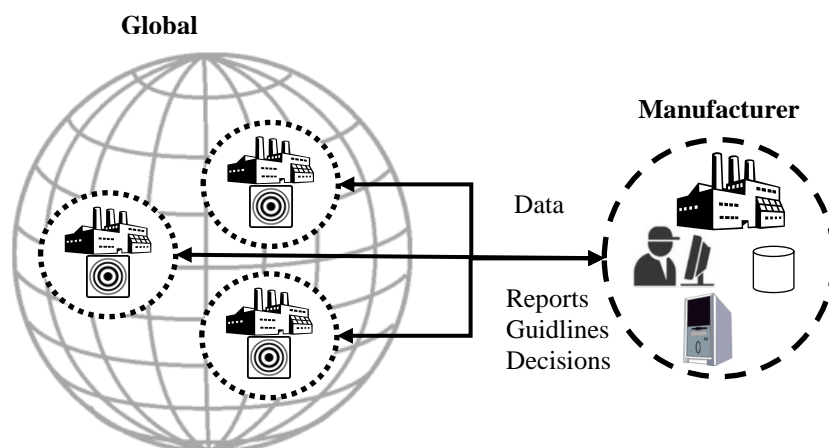 Global
Manufacturer
Data
Reports
Guidlines
Decisions